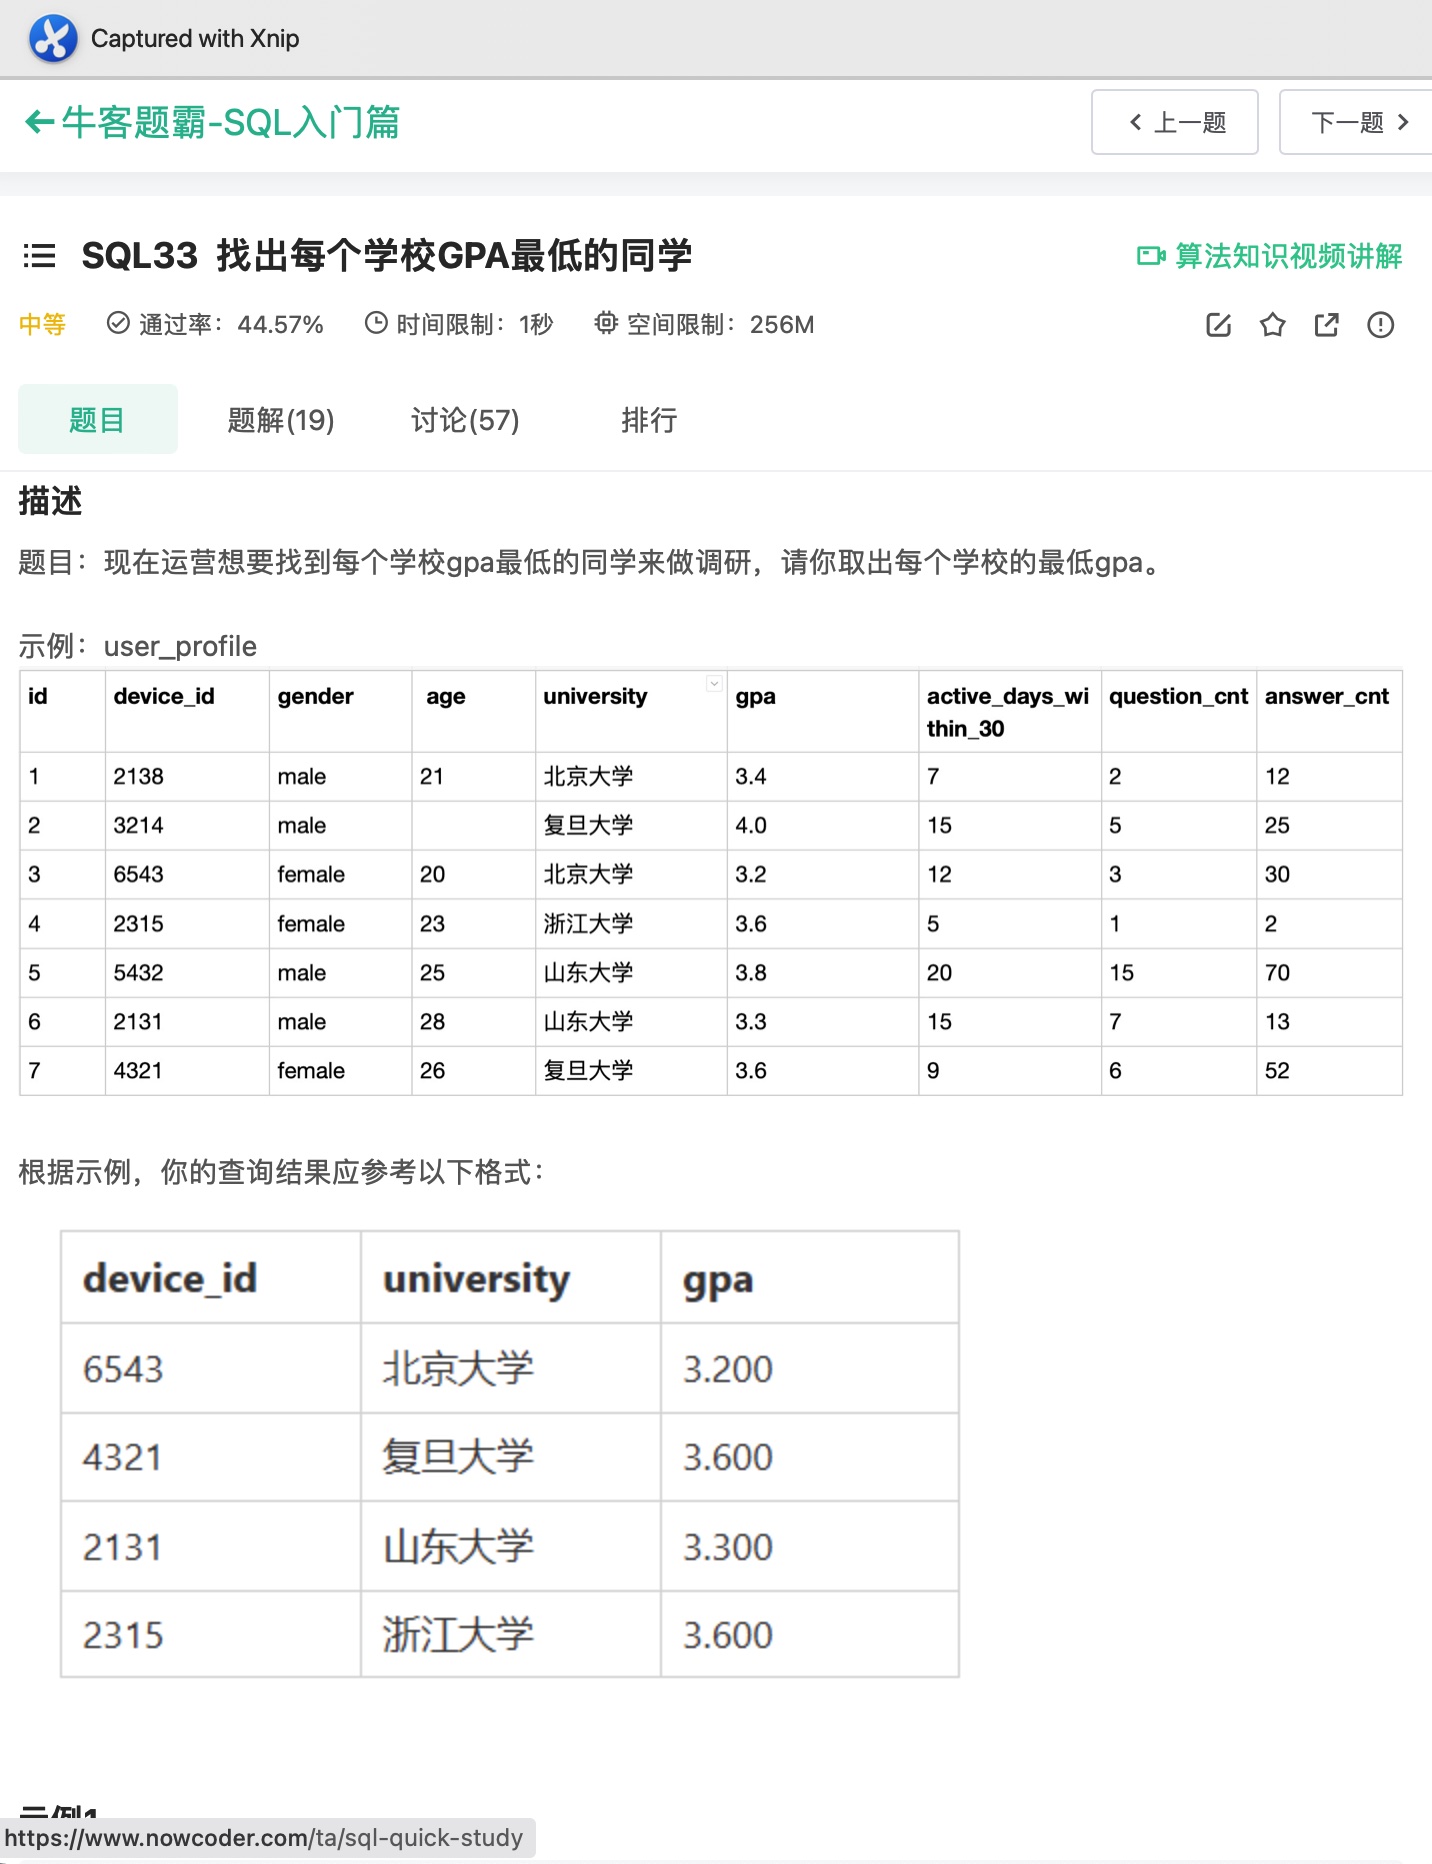 Captured with Xnip
牛客题霸-SQL入门篇
上一题
下一题
SQL33 找出每个学校GPA最低的同学
算法知识视频讲解
中等 通过率：44.57% 时间限制：1秒 空间限制：256M
题目 题解(19) 讨论(57) 排行
描述
题目：现在运营想要找到每个学校gpa最低的同学来做调研，请你取出每个学校的最低gpa。
示例：user_profile
id device_id gender age university gpa active_days_wi question_cnt answer_cnt
thin_30
1 2138 male 21 北京大学 3.4 7 2 12
2 3214 male 复旦大学 4.0 15 5 25
3 6543 female 20 北京大学 3.2 12 3 30
4 2315 female 23 浙江大学 3.6 5 1 2
5 5432 male 25 山东大学 3.8 20 15 70
6 2131 male 28 山东大学 3.3 15 7 13
7 4321 female 26 复旦大学 3.6 9 6 52
根据示例，你的查询结果应参考以下格式：
device_id university gpa
6543 北京大学 3.200
4321 复旦大学 3.600
2131 山东大学 3.300
2315 浙江大学 3.600
示例1
https://www.nowcoder.com/ta/sql-quick-study